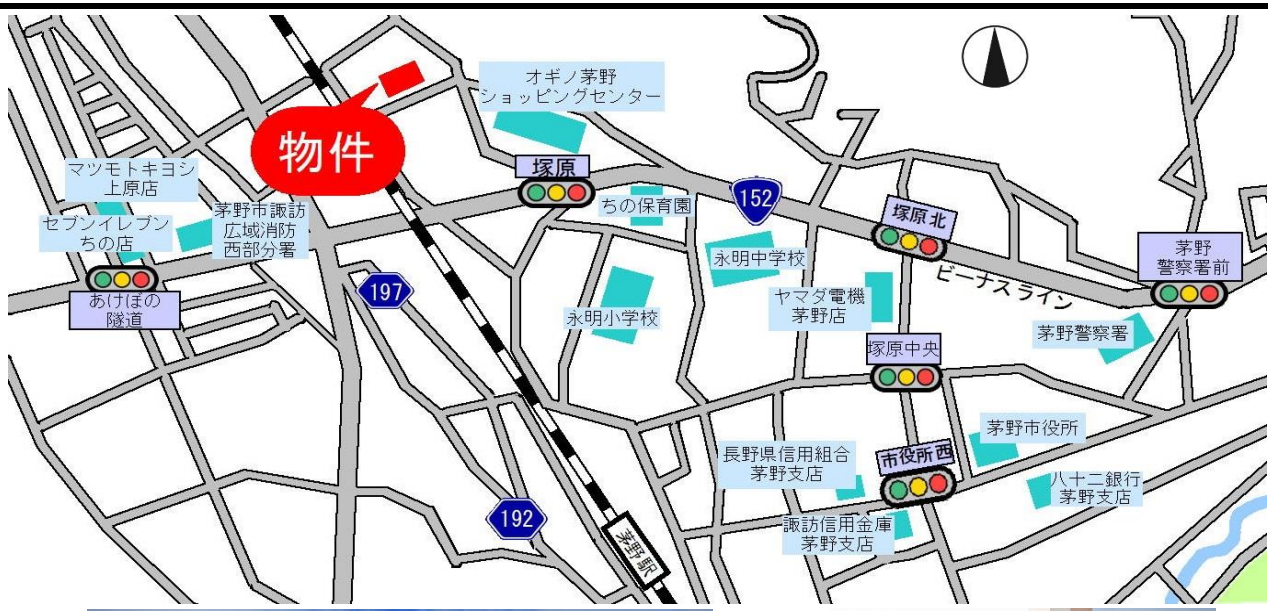 オギノ茅野
ショッピングセンター
物件
塚原
マツモトキヨシ
上原店
セブンイレブン
ちの店
茅野市諏訪
広域消防
西部分署
ちの保育園
152
塚原北
茅野
警察署前
永明中学校
ビーナスライン
あけぼの
隧道
197
永明小学校
ヤマダ電機
茅野店
茅野警察署
塚原中央
茅野市役所
長野県信用組合
茅野支店
市役所西
八十二銀行
茅野支店
192
諏訪信用金庫
茅野支店
茅野駅